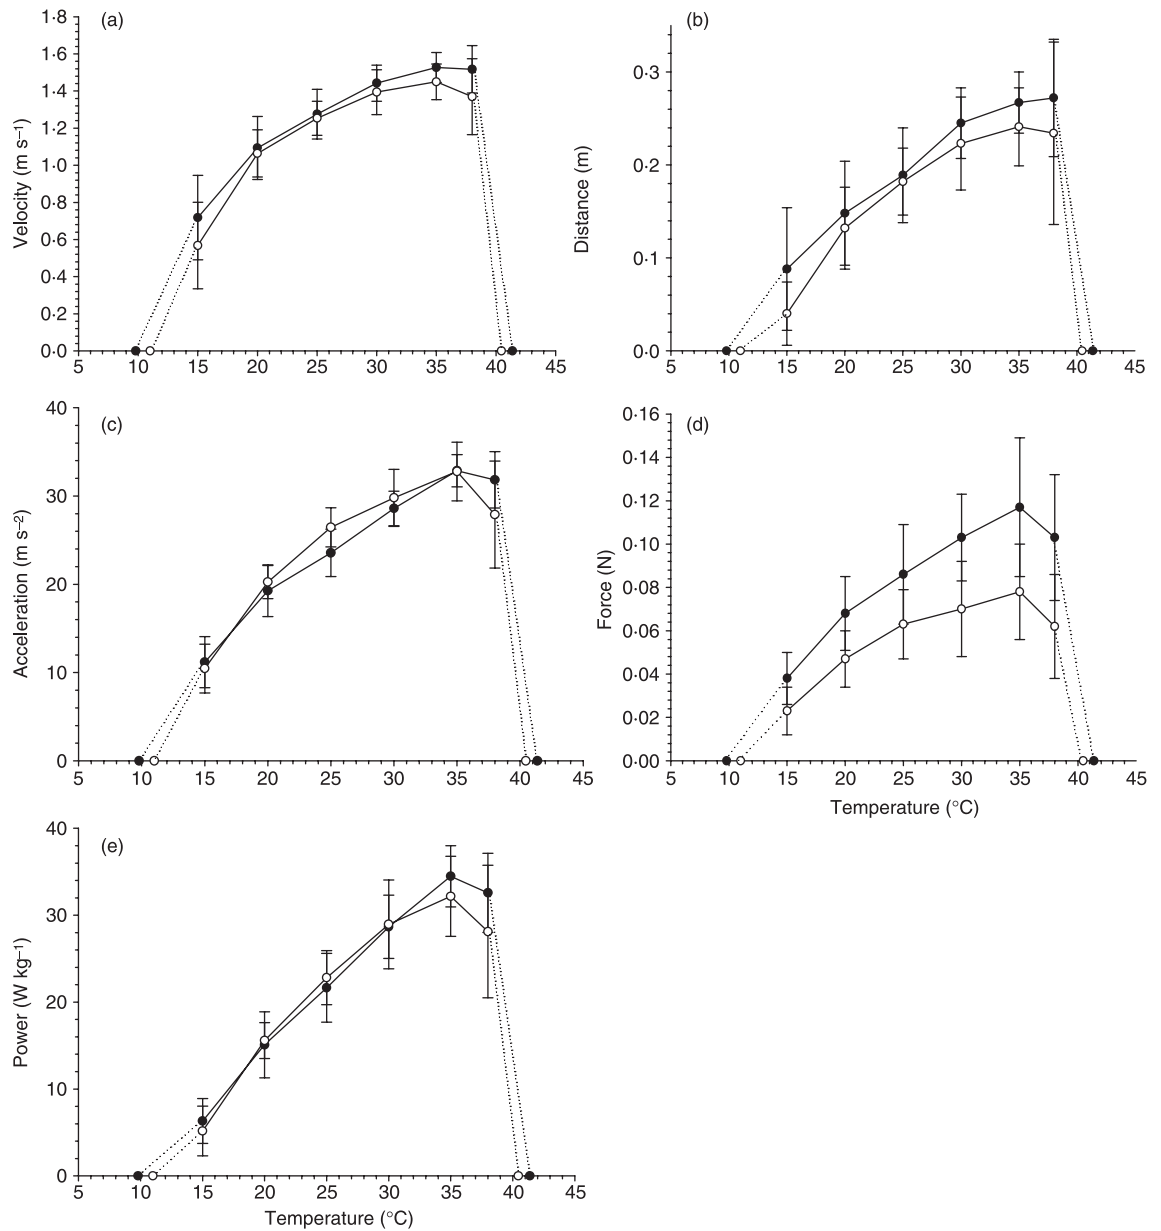 (a)
1·8
1·6
1·4
1·2
1·0
0·8
0·6
0·4
0·2
0·0
Velocity (m s–1)
5 10 15 20 25 30 35 40 45
(b)
0·3
0·2
0·1
0·0
Distance (m)
5 10 15 20 25 30 35 40 45
(c)
40
30
20
10
0
Acceleration (m s–2)
5 10 15 20 25 30 35 40 45
(d)
0·16
0·14
0·12
0·10
0·08
0·06
0·04
0·02
0·00
Force (N)
5 10 15 20 25 30 35 40 45
Temperature (°C)
(e)
40
30
20
10
0
Power (W kg–1)
5 10 15 20 25 30 35 40 45
Temperature (°C)